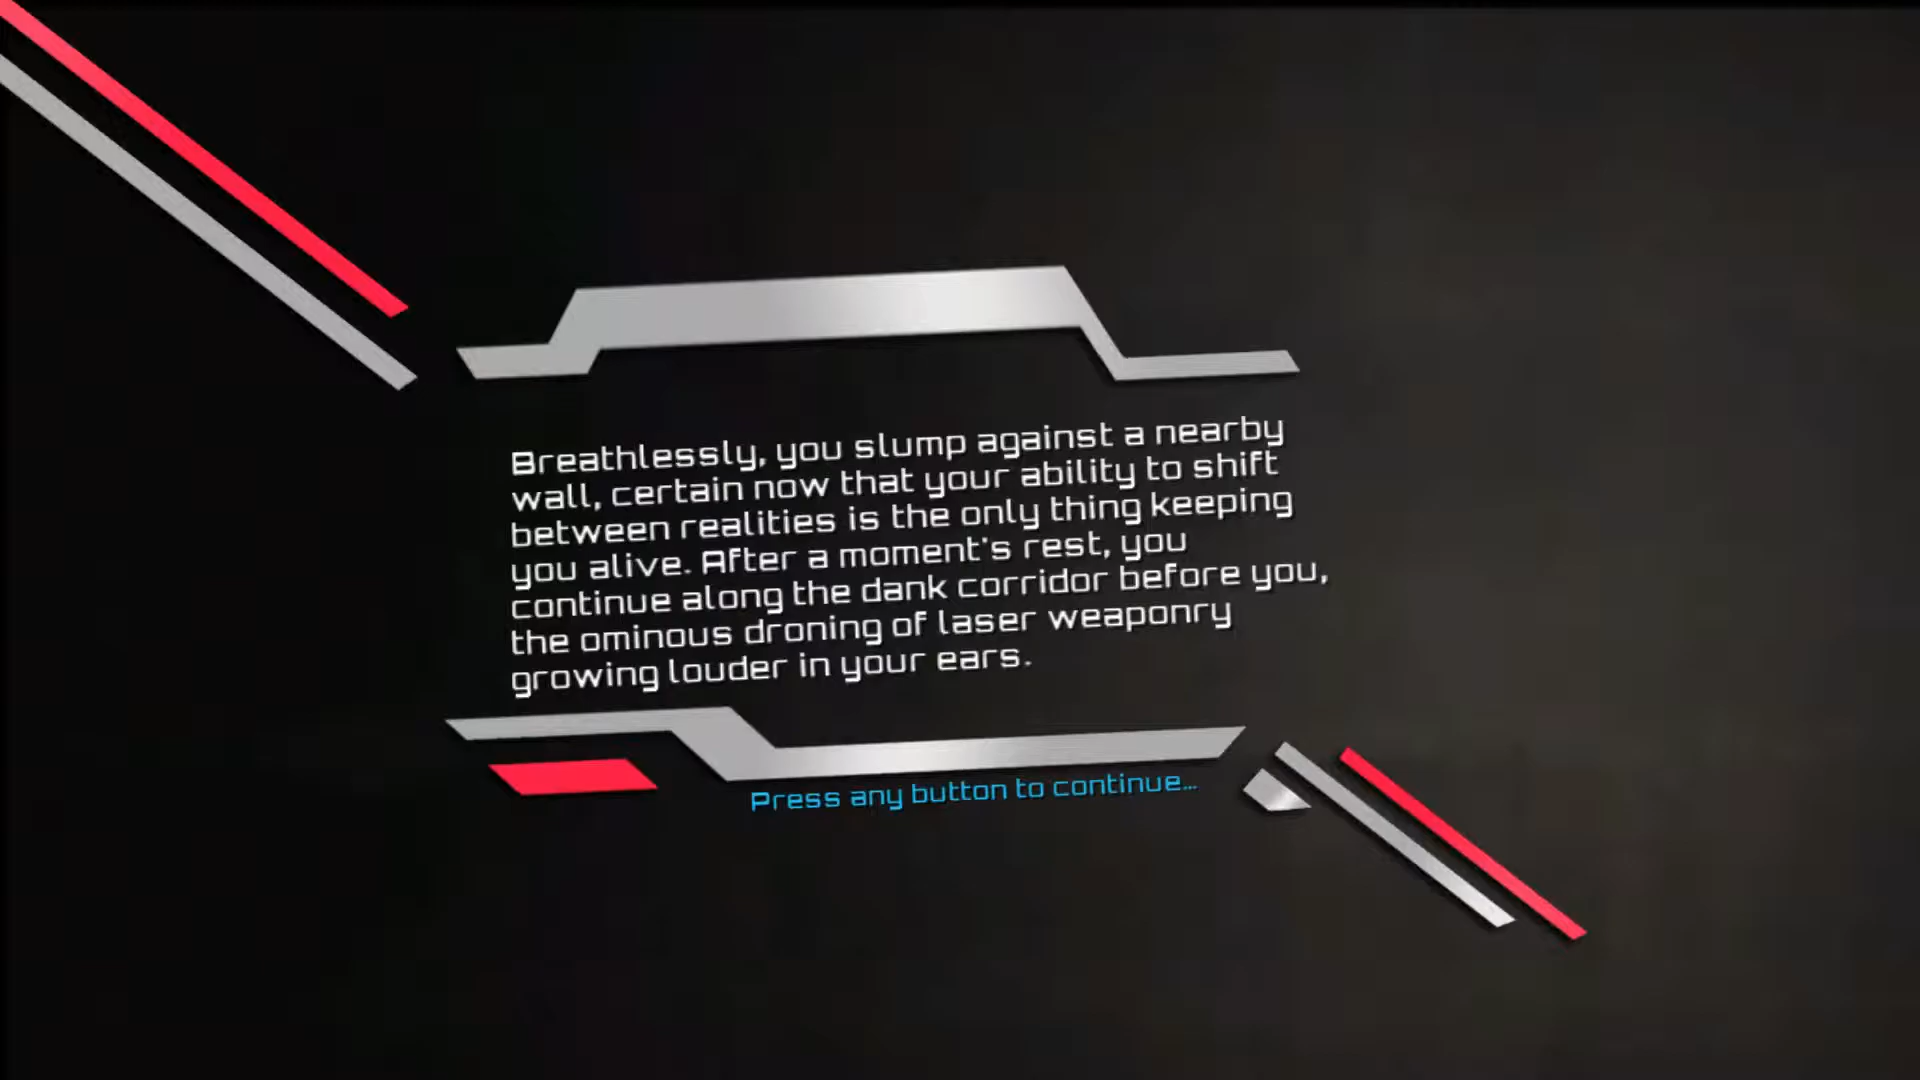 Breathlessly, you slump against a nearby
wall, certain now that your ability to shift
between realities is the only thing keeping
you alive. After a moment's rest, you
continue along the dank corridor before you,
the ominous droning of laser weaponry
growing louder in your ears.
Press any button to continue...